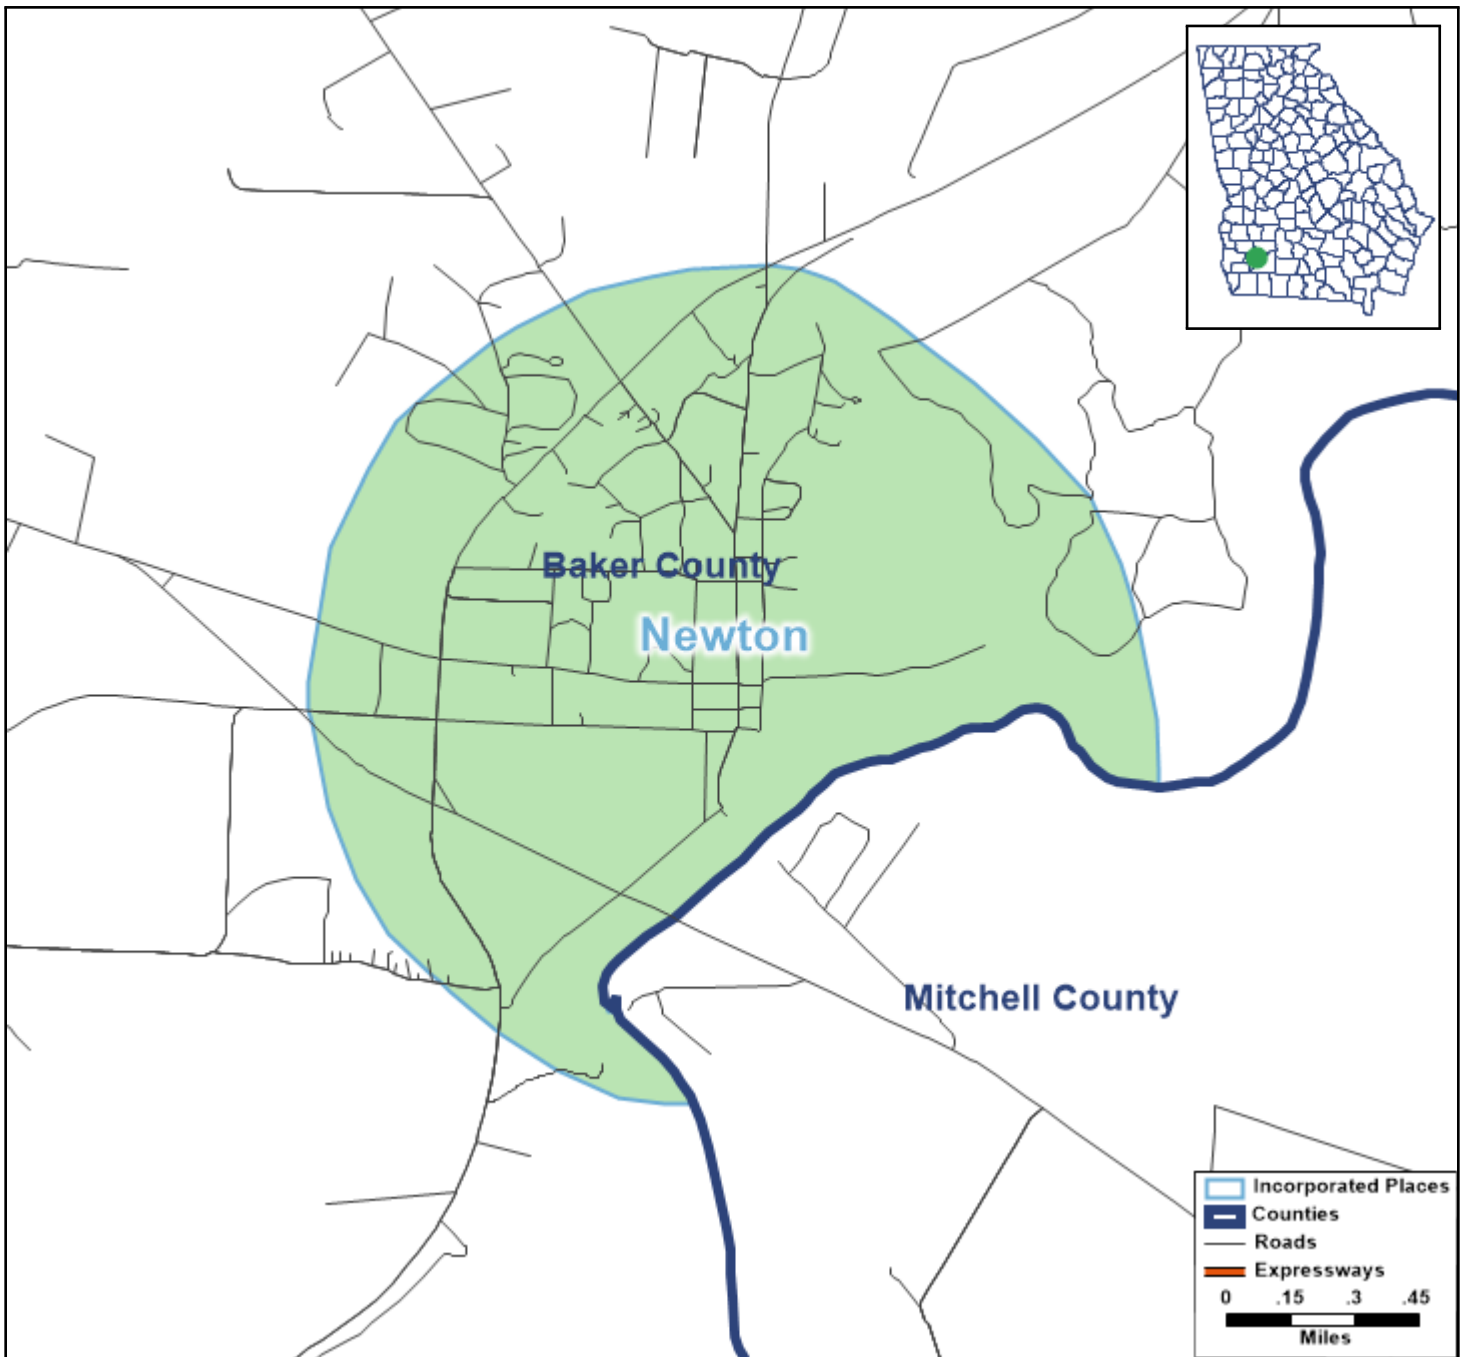 Baker County
Newton
Mitchell County
Incorporated Places
Counties
Roads
Expressways
0 .15 .3 .45
Miles